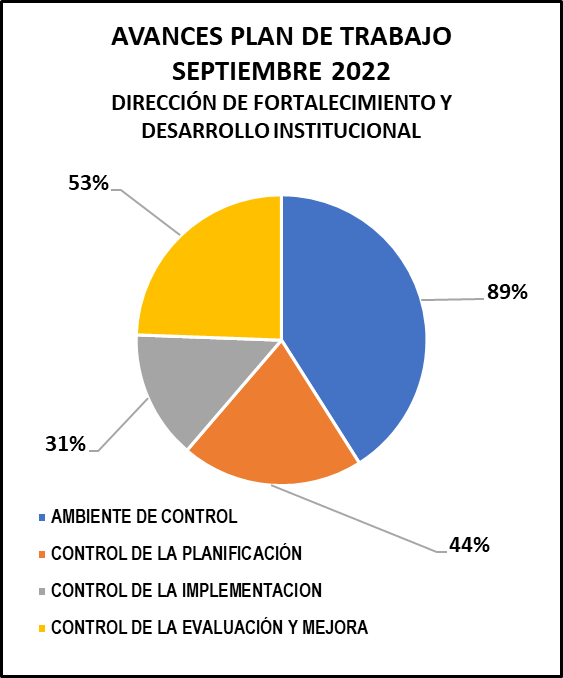 AVANCES PLAN DE TRABAJO
SEPTIEMBRE 2022
DIRECCIÓN DE FORTALECIMIENTO Y
DESARROLLO INSTITUCIONAL
53%
89%
31%
44%
AMBIENTE DE CONTROL
CONTROL DE LA PLANIFICACIÓN
CONTROL DE LA IMPLEMENTACION
CONTROL DE LA EVALUACIÓN Y MEJORA